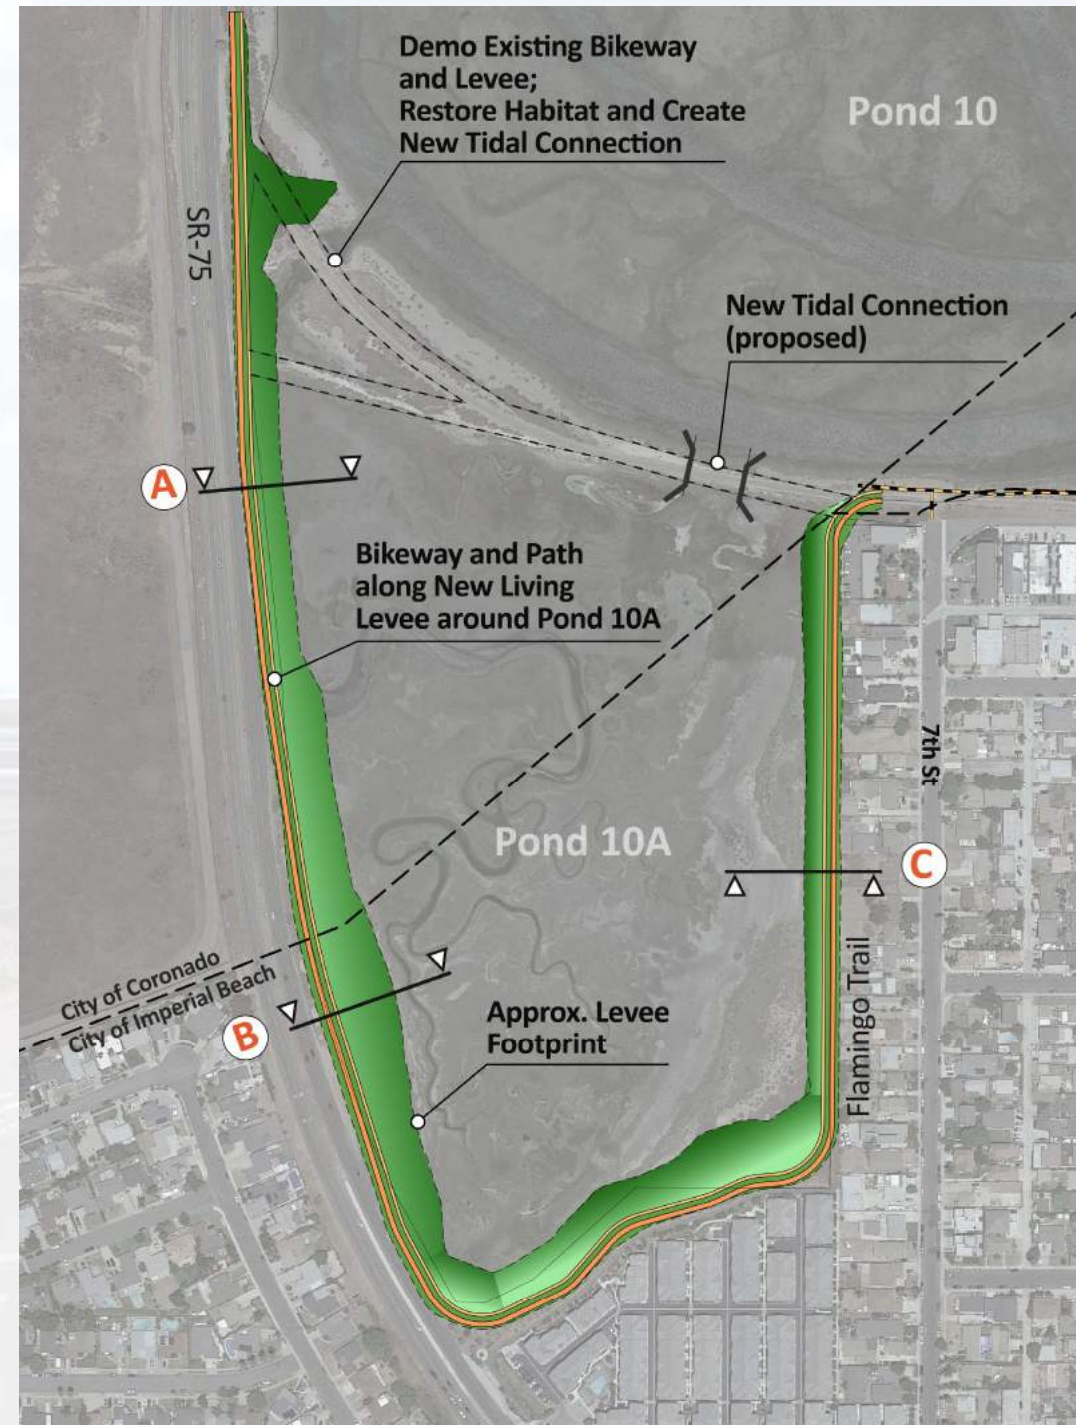 Demo Existing Bikeway
and Levee;
Restore Habitat and Create
New Tidal Connection
Pond 10
SR-75
New Tidal Connection
(proposed)
A
Bikeway and Path
along New Living
Levee around Pond 10A
7th St
Pond 10A
C
City of Coronado
City of Imperial Beach
B
Approx. Levee
Footprint
Flamingo Trail